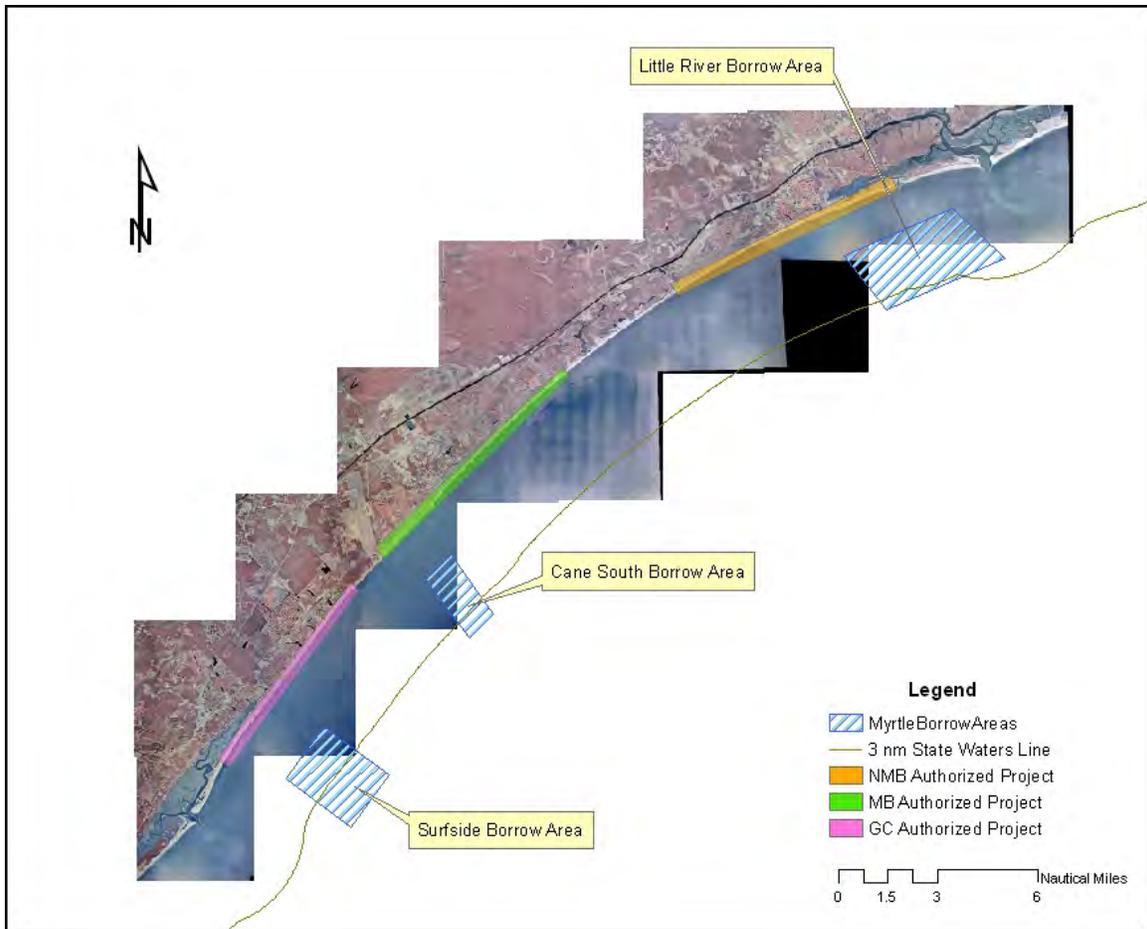 Little River Borrow Area
N
Cane South Borrow Area
Surfside Borrow Area
Legend
MyrtleBorrowAreas
3 nm State Waters Line
NMB Authorized Project
MB Authorized Project
GC Authorized Project
Nautical Miles
0 1.5 3 6